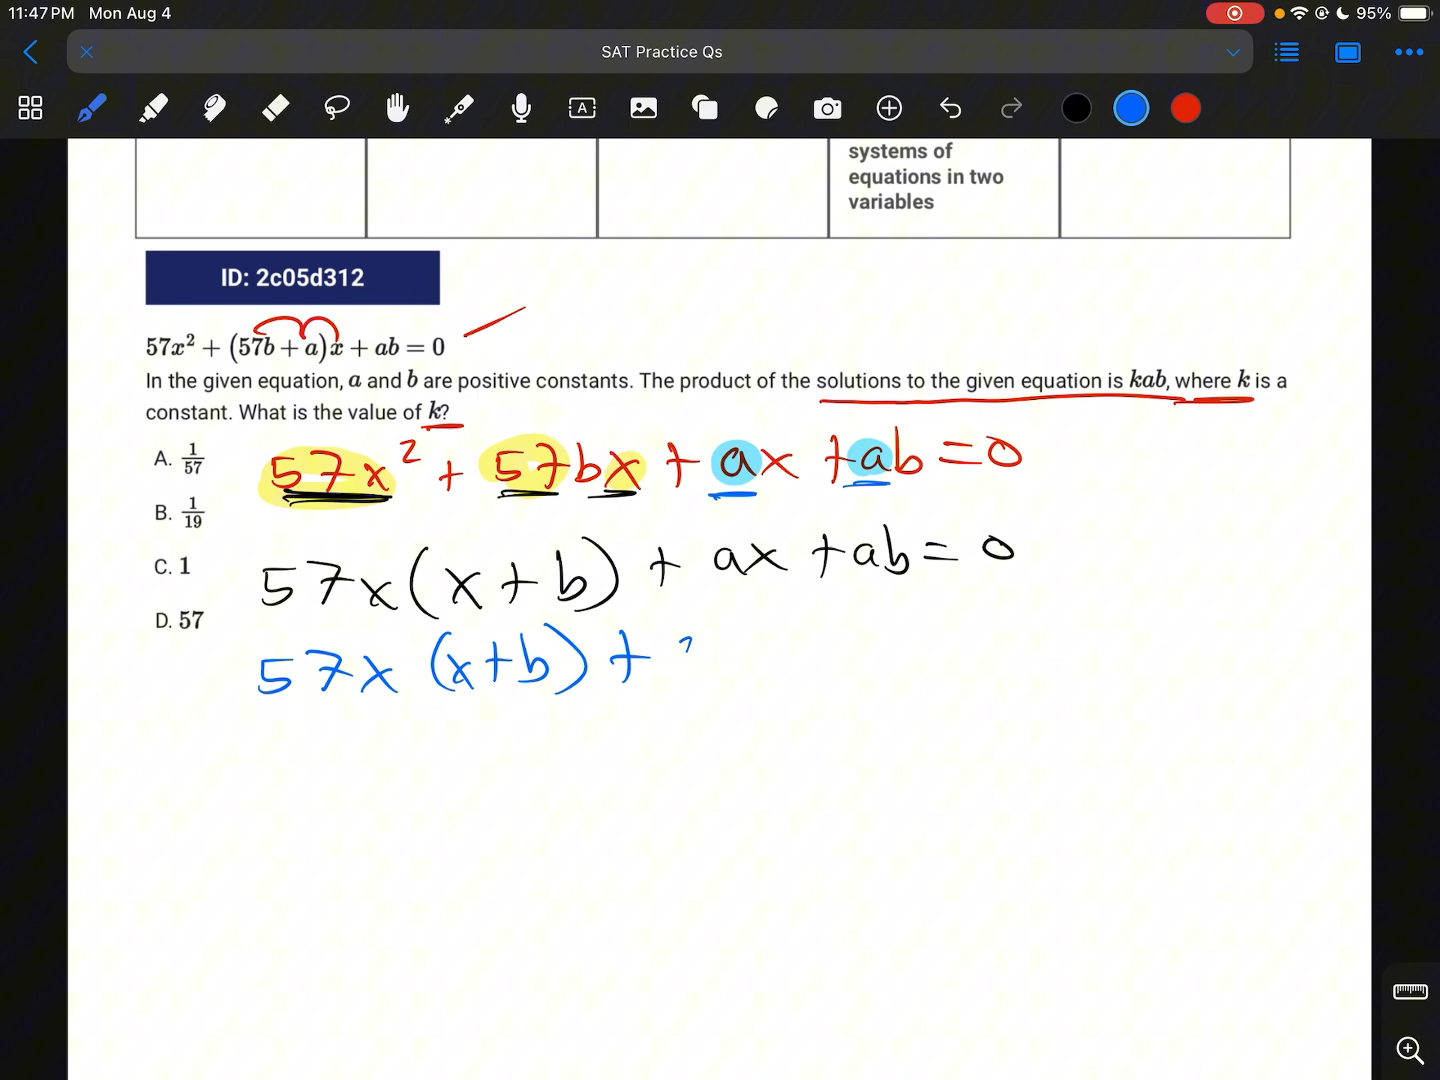 11:47 PM Mon Aug 4
95%
SAT Practice Qs
A
systems of
equations in two
variables
ID: 2c05d312
57x² + (57b + a)x + ab = 0
In the given equation, a and b are positive constants. The product of the solutions to the given equation is kab, where k is a
constant. What is the value of k?
57x² + 57bx + ax + ab = 0
A. 1/57
B. 1/19
57x(x+b) + ax + ab = 0
C. 1
D. 57
57x (x+b) +